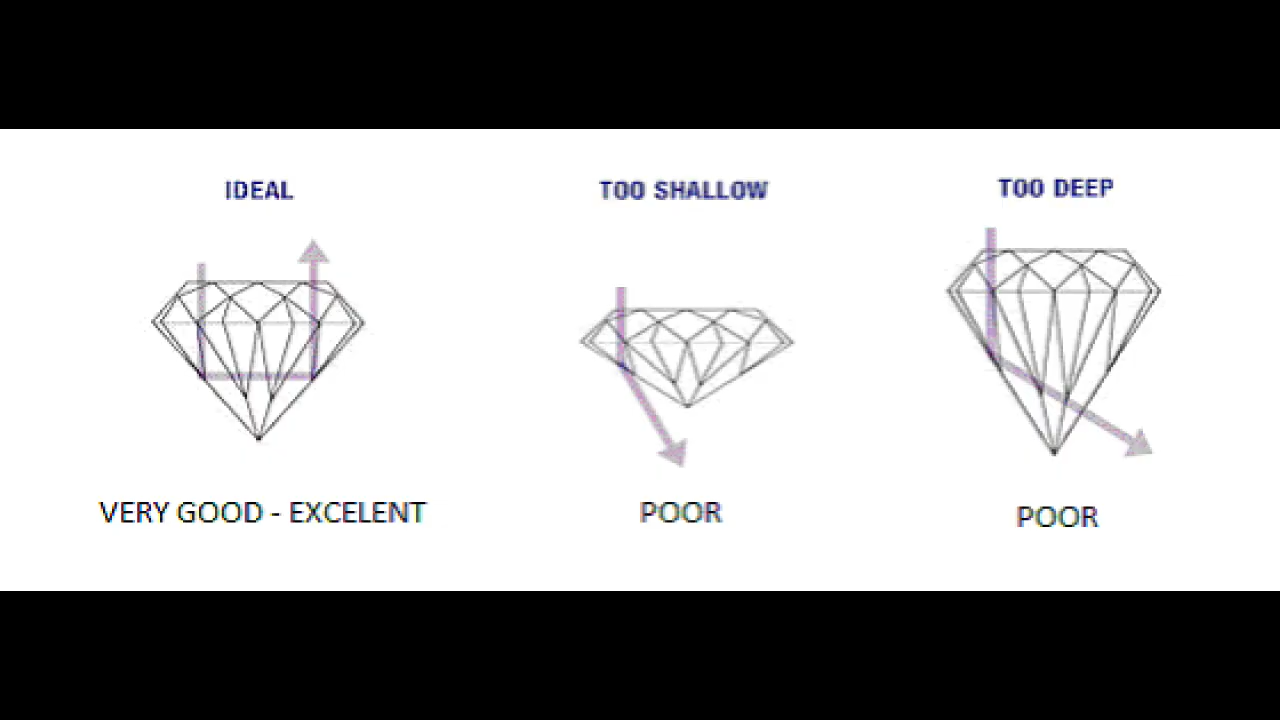 IDEAL
TOO SHALLOW
TOO DEEP
VERY GOOD - EXCELENT
POOR
POOR